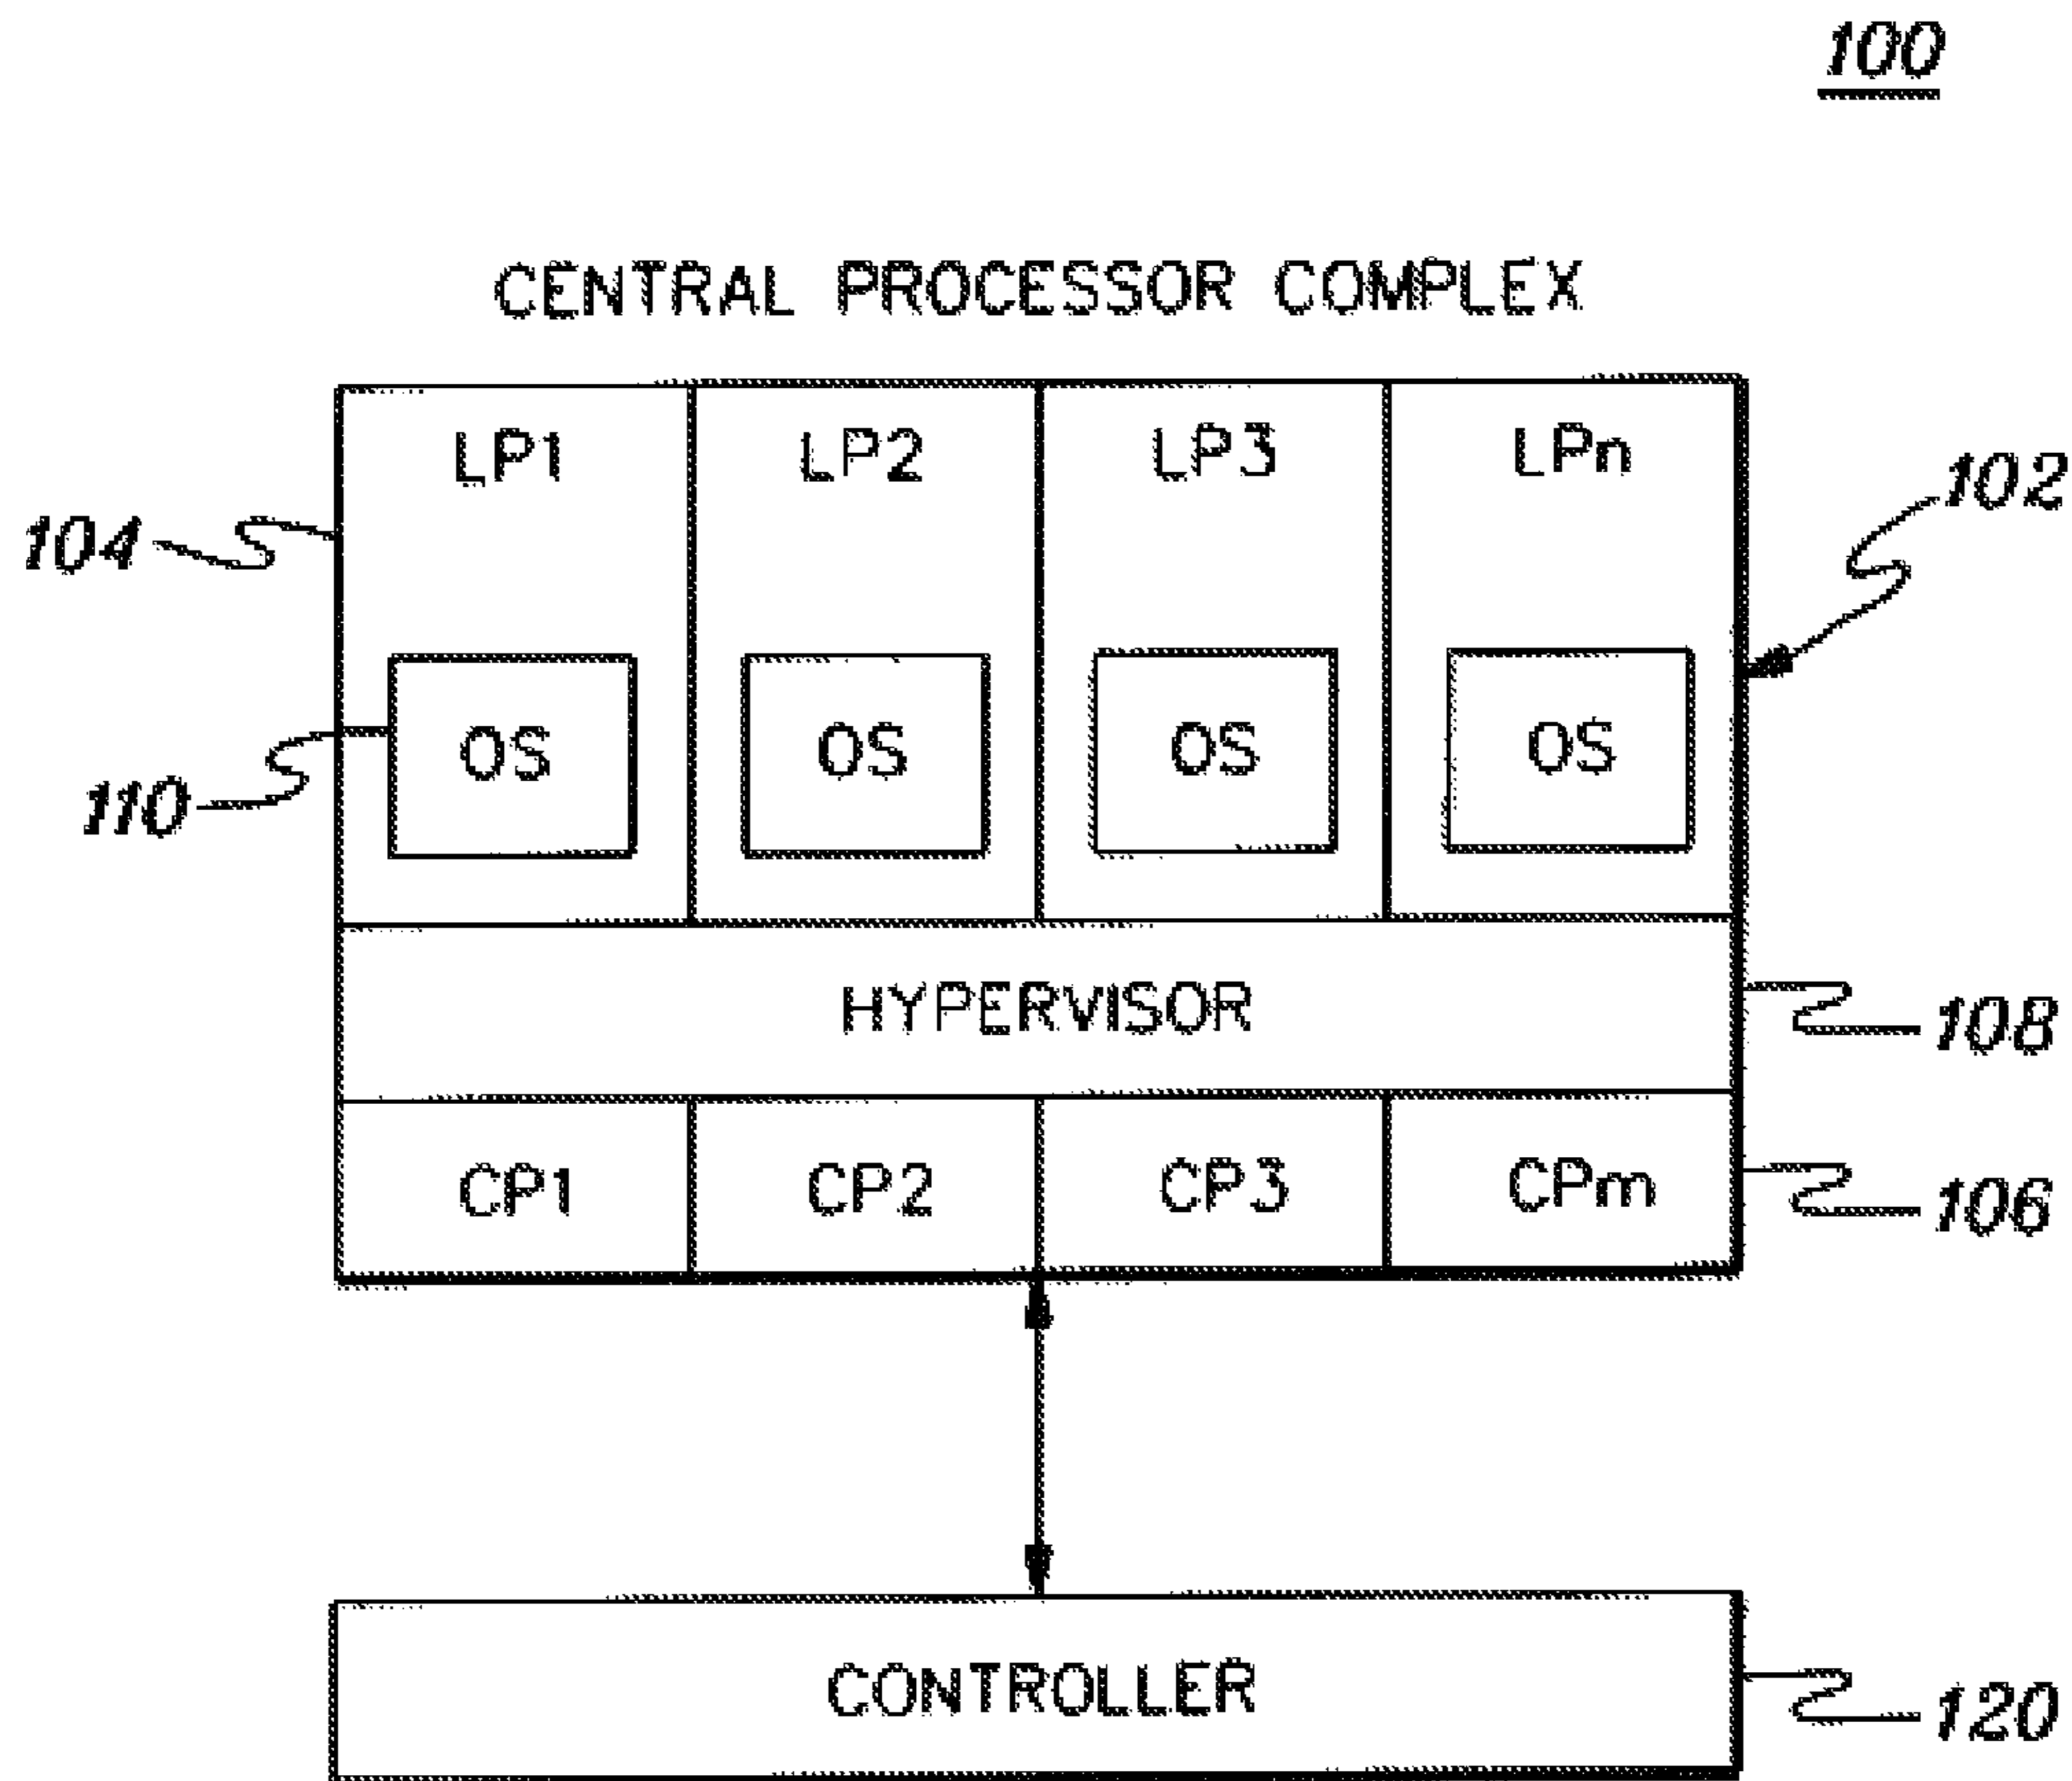 100
CENTRAL PROCESSOR COMPLEX
LP1 LP2 LP3 LPn
102
104
OS OS OS OS
110
HYPERVISOR
108
CP1 CP2 CP3 CPm
106
CONTROLLER
120